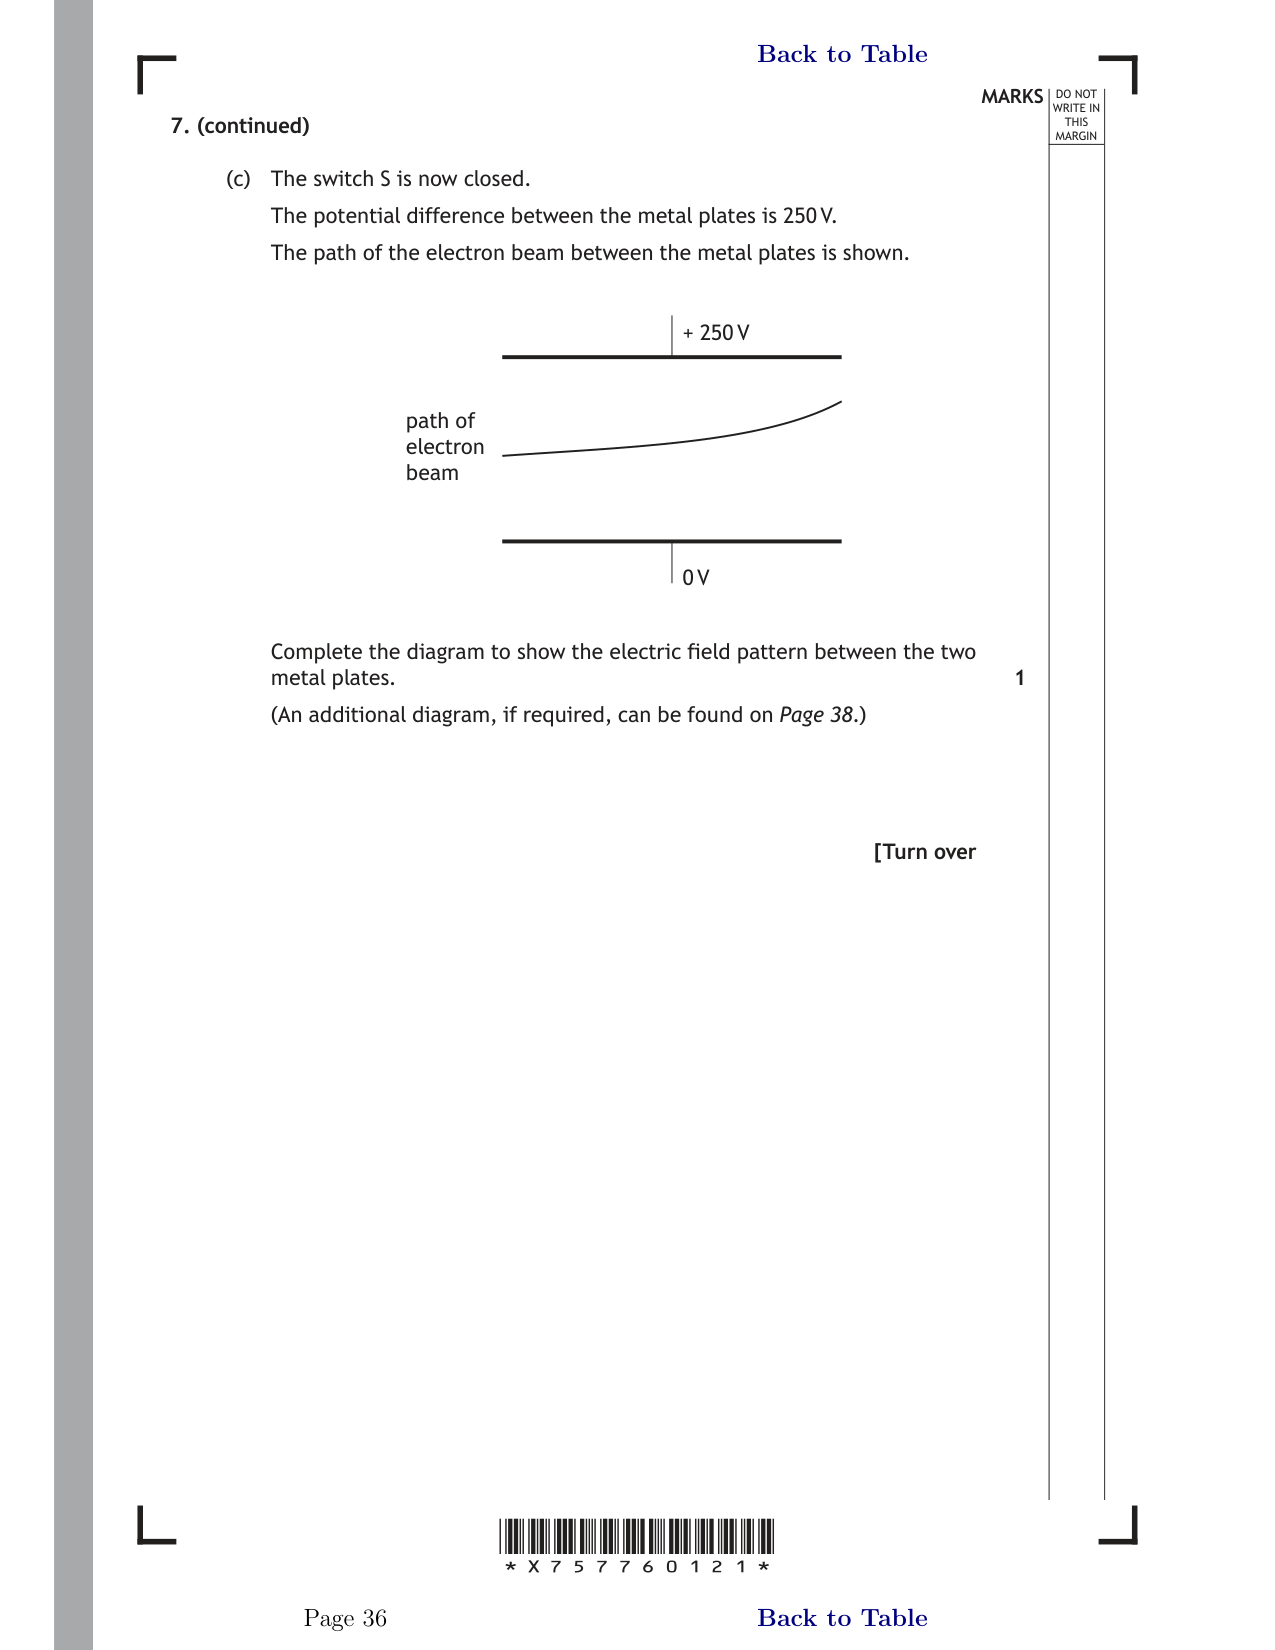 Back to Table
MARKS
DO NOT
WRITE IN
THIS
MARGIN
7. (continued)
(c) The switch S is now closed.
The potential difference between the metal plates is 250 V.
The path of the electron beam between the metal plates is shown.
+ 250 V
path of
electron
beam
0 V
Complete the diagram to show the electric field pattern between the two
metal plates. 1
(An additional diagram, if required, can be found on Page 38.)
[Turn over
* X 7 5 7 7 6 0 1 2 1 *
Page 36
Back to Table